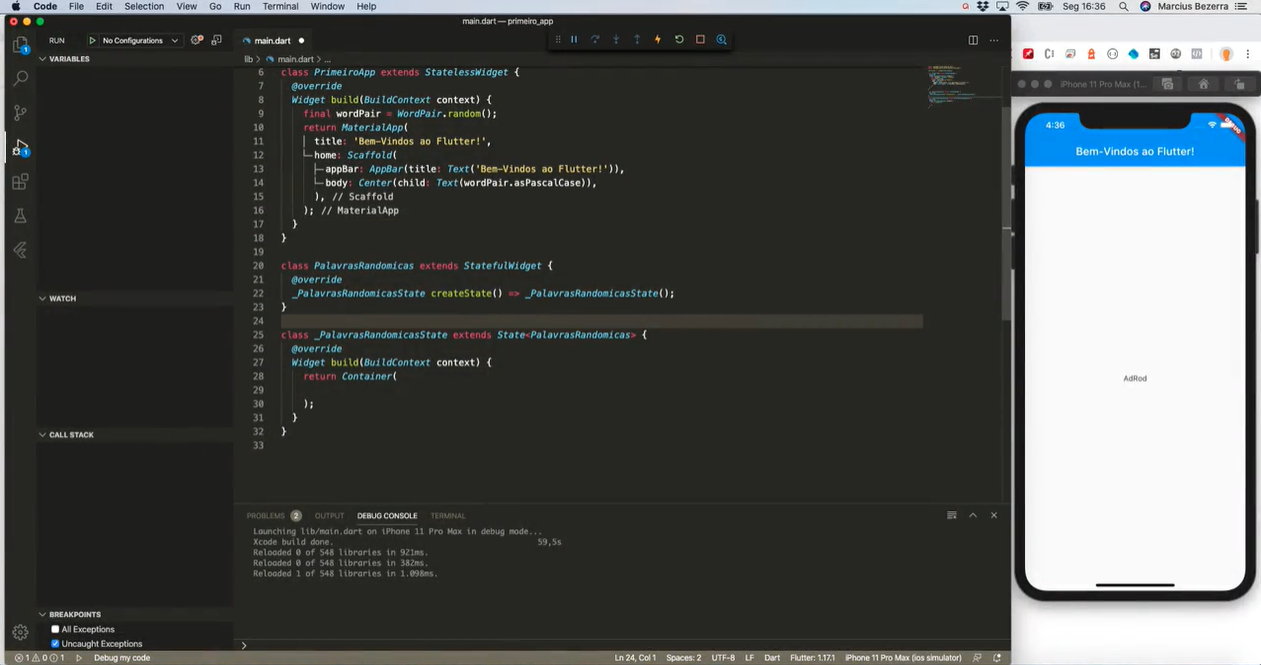 Code File Edit Selection View Go Run Terminal Window Help Seg 16:36 Marcius Bezerra
main.dart — primeiro_app
RUN No Configurations main.dart
VARIABLES
lib > main.dart > ...
6 class PrimeiroApp extends StatelessWidget {
7 @override
8 Widget build(BuildContext context) {
9 final wordPair = WordPair.random();
10 return MaterialApp(
11 title: 'Bem-Vindos ao Flutter!',
12 home: Scaffold(
13 appBar: AppBar(title: Text('Bem-Vindos ao Flutter!')),
14 body: Center(child: Text(wordPair.asPascalCase)),
15 ), // Scaffold
16 ); // MaterialApp
17 }
18 }
19
20 class PalavrasRandomicas extends StatefulWidget {
21 @override
22 _PalavrasRandomicasState createState() => _PalavrasRandomicasState();
23 }
24
25 class _PalavrasRandomicasState extends State<PalavrasRandomicas> {
26 @override
27 Widget build(BuildContext context) {
28 return Container(
29
30 );
31 }
32 }
33
WATCH
CALL STACK
BREAKPOINTS
All Exceptions
Uncaught Exceptions
PROBLEMS 2 OUTPUT DEBUG CONSOLE TERMINAL
Launching lib/main.dart on iPhone 11 Pro Max in debug mode...
Xcode build done. 59,5s
Reloaded 0 of 548 libraries in 921ms.
Reloaded 0 of 548 libraries in 382ms.
Reloaded 1 of 548 libraries in 1.098ms.
1 0 1 Debug my code Ln 24, Col 1 Spaces: 2 UTF-8 LF Dart Flutter: 1.17.1 iPhone 11 Pro Max (ios simulator)
iPhone 11 Pro Max (1...
4:36
DEBUG
Bem-Vindos ao Flutter!
AdRod